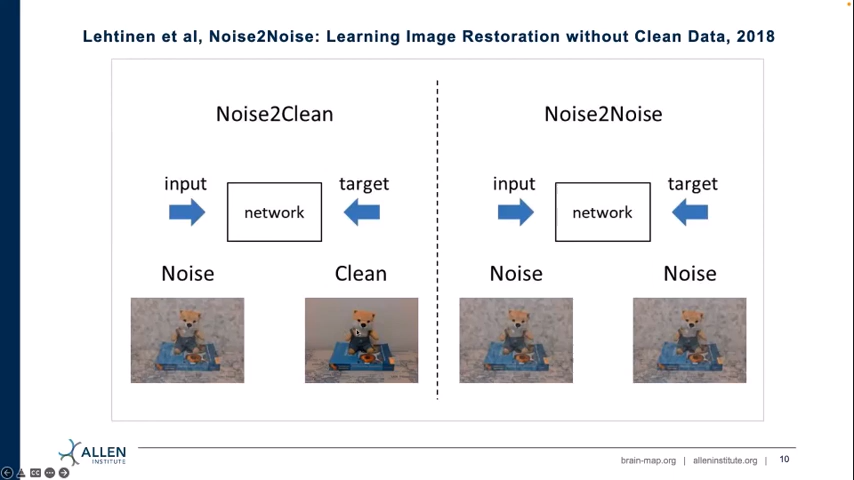 Lehtinen et al, Noise2Noise: Learning Image Restoration without Clean Data, 2018
Noise2Clean
input
network
target
Noise
Clean
Noise2Noise
input
network
target
Noise
Noise
ALLEN
INSTITUTE
brain-map.org | alleninstitute.org | 10